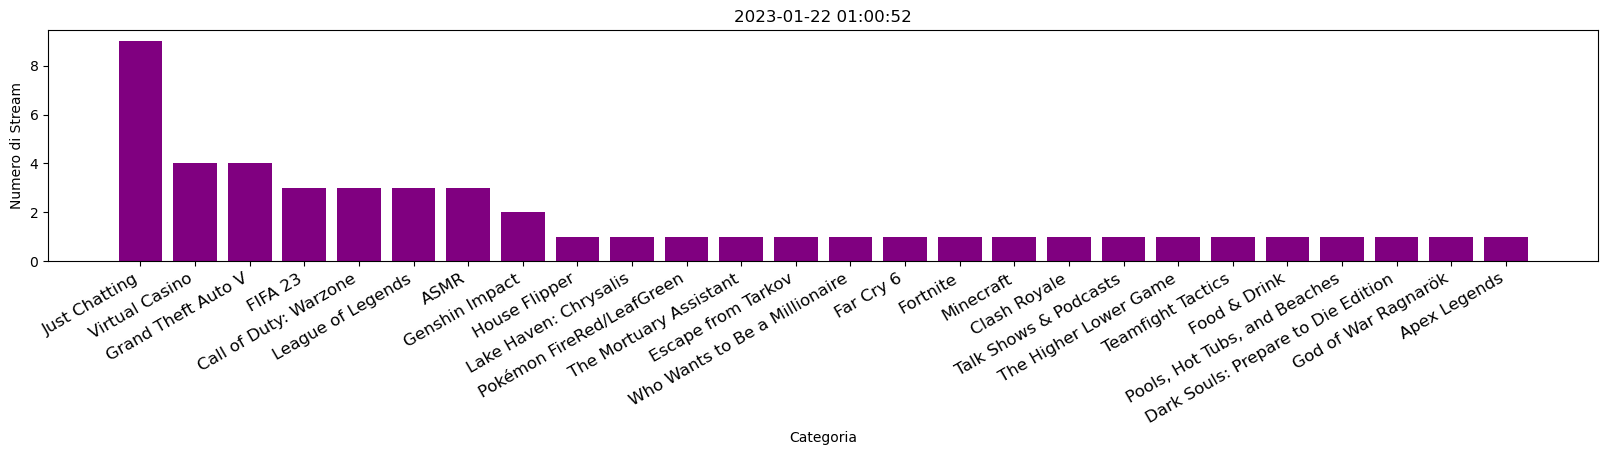 2023-01-22 01:00:52
Numero di Stream
8
6
4
2
0
Just Chatting
Virtual Casino
Grand Theft Auto V
FIFA 23
Call of Duty: Warzone
League of Legends
ASMR
Genshin Impact
House Flipper
Lake Haven: Chrysalis
Pokémon FireRed/LeafGreen
The Mortuary Assistant
Escape from Tarkov
Who Wants to Be a Millionaire
Far Cry 6
Fortnite
Minecraft
Clash Royale
Talk Shows & Podcasts
The Higher Lower Game
Teamfight Tactics
Food & Drink
Pools, Hot Tubs, and Beaches
Dark Souls: Prepare to Die Edition
God of War Ragnarök
Apex Legends
Categoria